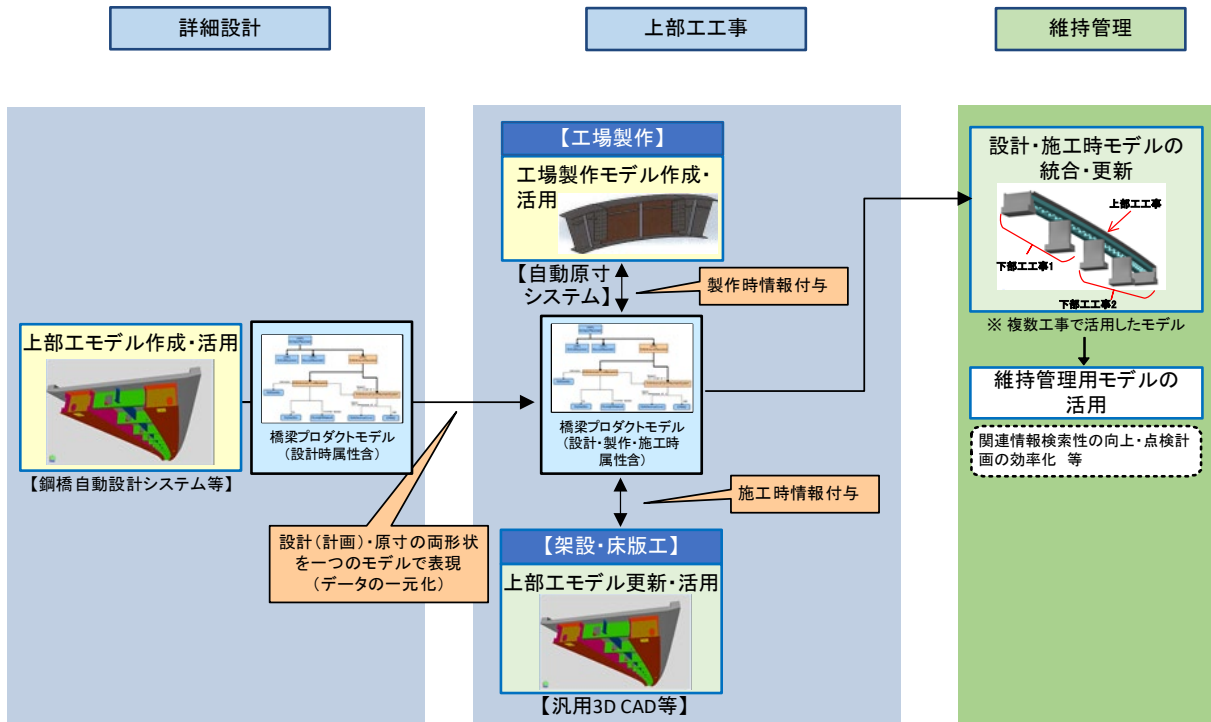 詳細設計
上部工工事
維持管理
上部工モデル作成・活用
【鋼橋自動設計システム等】
橋梁プロダクトモデル
(設計時属性含)
設計(計画)・原寸の両形状
を一つのモデルで表現
(データの一元化)
【工場製作】
工場製作モデル作成・
活用
【自動原寸
システム】
製作時情報付与
橋梁プロダクトモデル
(設計・製作・施工時
属性含)
施工時情報付与
【架設・床版工】
上部工モデル更新・活用
【汎用3D CAD等】
設計・施工時モデルの
統合・更新
上部工工事
下部工工事1
下部工工事2
※ 複数工事で活用したモデル
維持管理用モデルの
活用
関連情報検索性の向上・点検計
画の効率化 等